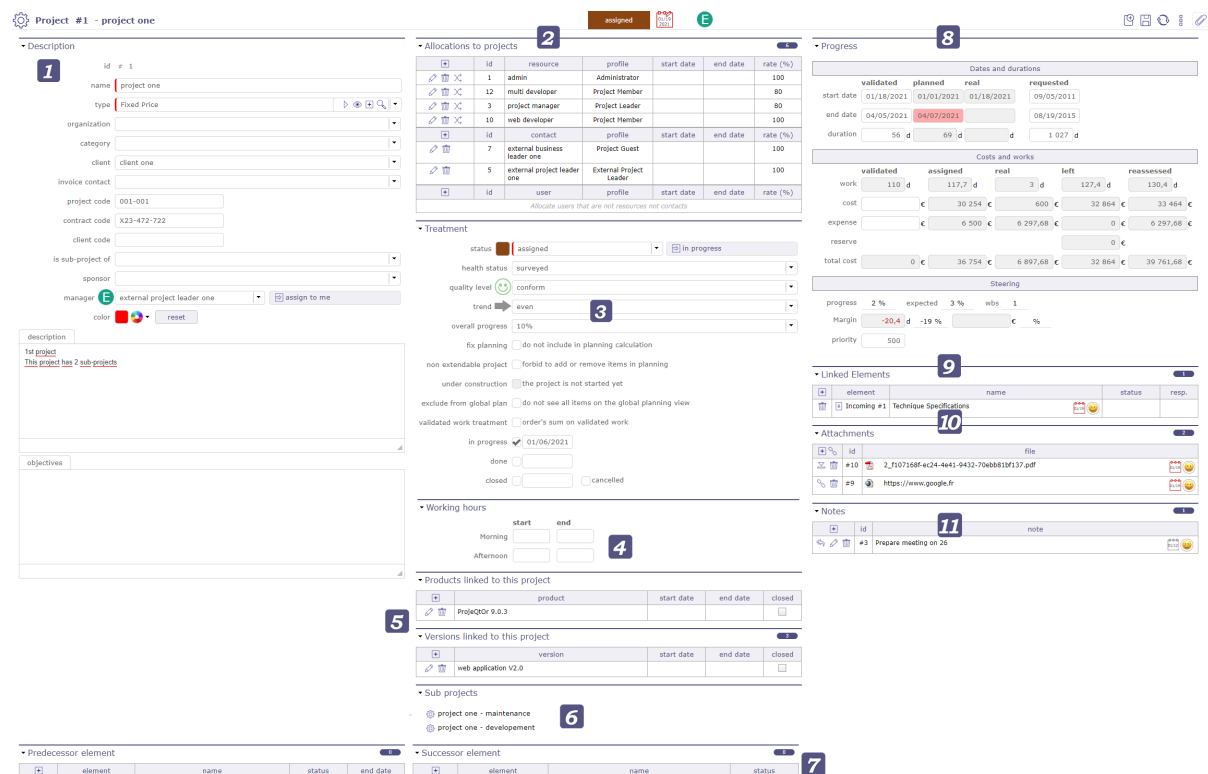 Project #1 - project one
assigned
01/19
2021
E
Description
1
id # 1
name project one
type Fixed Price
organization
category
client client one
invoice contact
project code 001-001
contract code X23-472-722
client code
is sub-project of
sponsor
manager E external project leader one assign to me
color reset
description
1st project
This project has 2 sub-projects
objectives
2
Allocations to projects 6
id resource profile start date end date rate (%)
1 admin Administrator 100
12 multi developer Project Member 80
3 project manager Project Leader 80
10 web developer Project Member 100
id contact profile start date end date rate (%)
7 external business leader one Project Guest 100
5 external project leader one External Project Leader 100
id user profile start date end date rate (%)
Allocate users that are not resources not contacts
Treatment
status assigned in progress
health status surveyed
quality level conform
trend even
3
overall progress 10%
fix planning do not include in planning calculation
non extendable project forbid to add or remove items in planning
under construction the project is not started yet
exclude from global plan do not see all items on the global planning view
validated work treatment order's sum on validated work
in progress 01/06/2021
done
closed cancelled
Working hours
start end
Morning
Afternoon
4
Products linked to this project
product start date end date closed
ProJeQtOr 9.0.3
5
Versions linked to this project 3
version start date end date closed
web application V2.0
Sub projects
project one - maintenance
project one - developement
6
Predecessor element 0
element name status end date
Successor element 0
element name status
7
8
Progress
Dates and durations
validated planned real requested
start date 01/18/2021 01/01/2021 01/18/2021 09/05/2011
end date 04/05/2021 04/07/2021 08/19/2015
duration 56 d 69 d d 1 027 d
Costs and works
validated assigned real left reassessed
work 110 d 117,7 d 3 d 127,4 d 130,4 d
cost € 30 254 € 600 € 32 864 € 33 464 €
expense € 6 500 € 6 297,68 € 0 € 6 297,68 €
reserve 0 €
total cost 0 € 36 754 € 6 897,68 € 32 864 € 39 761,68 €
Steering
progress 2 % expected 3 % wbs 1
Margin -20,4 d -19 % € %
priority 500
9
Linked Elements 1
element name status resp.
Incoming #1 Technique Specifications
10
Attachments 2
id file
#10 2_f107168f-ec24-4e41-9432-70ebb81bf137.pdf
#9 https://www.google.fr
Notes 1
11
id note
#3 Prepare meeting on 26